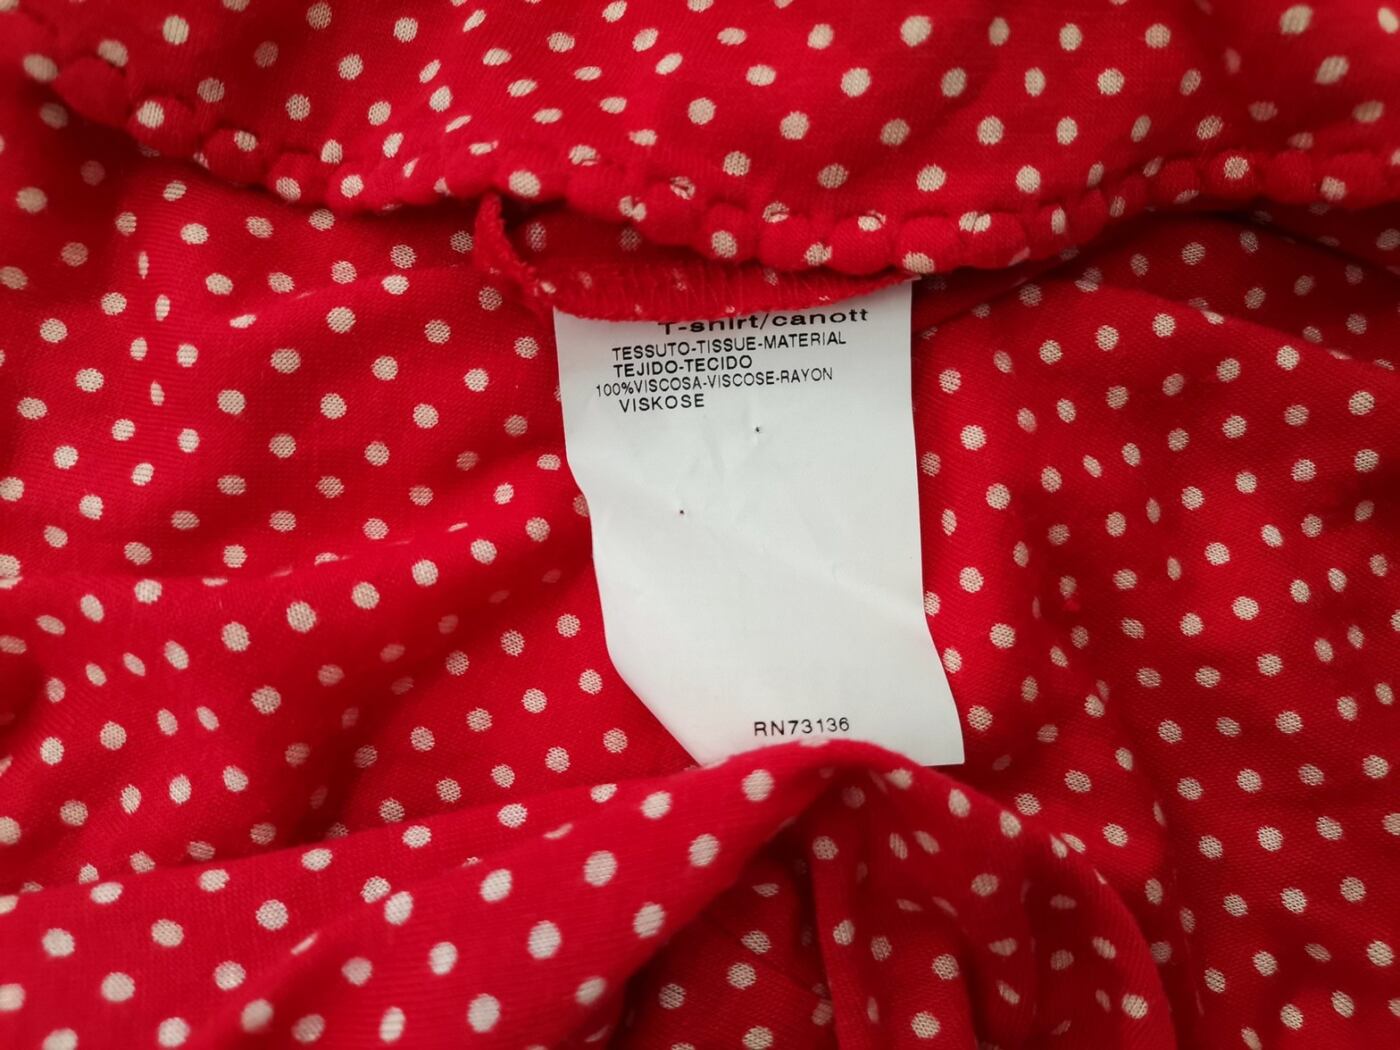 T-shirt/canott
TESSUTO-TISSUE-MATERIAL
TEJIDO-TECIDO
100%VISCOSA-VISCOSE-RAYON
VISKOSE
RN73136